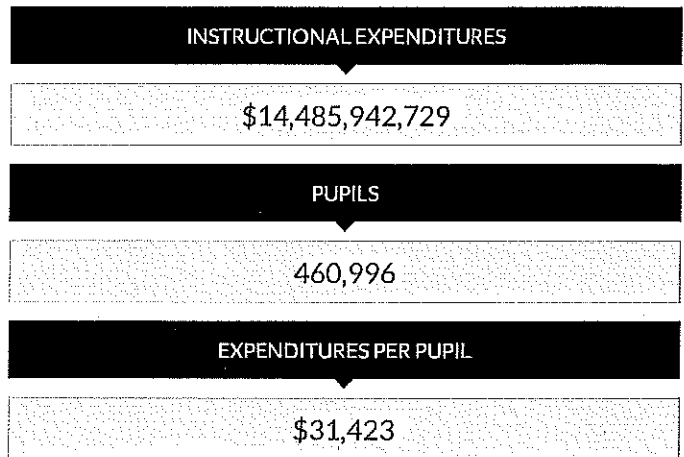 INSTRUCTIONAL EXPENDITURES
$14,485,942,729
PUPILS
460,996
EXPENDITURES PER PUPIL
$31,423